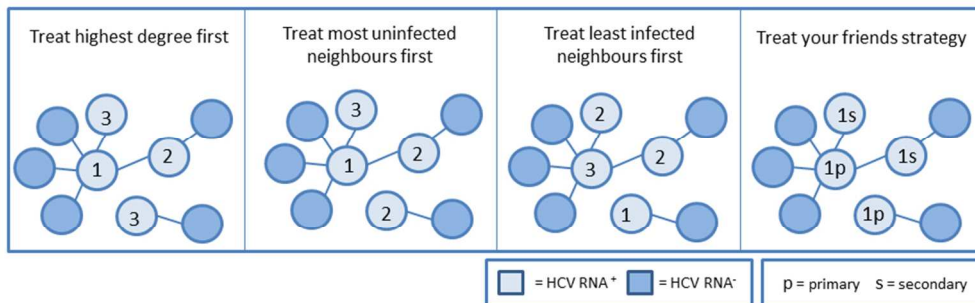 Treat highest degree first
3
1
2
3
Treat most uninfected
neighbours first
3
1
2
2
Treat least infected
neighbours first
2
3
2
1
Treat your friends strategy
1s
1p
1s
1p
= HCV RNA⁺
= HCV RNA⁻
p = primary
s = secondary